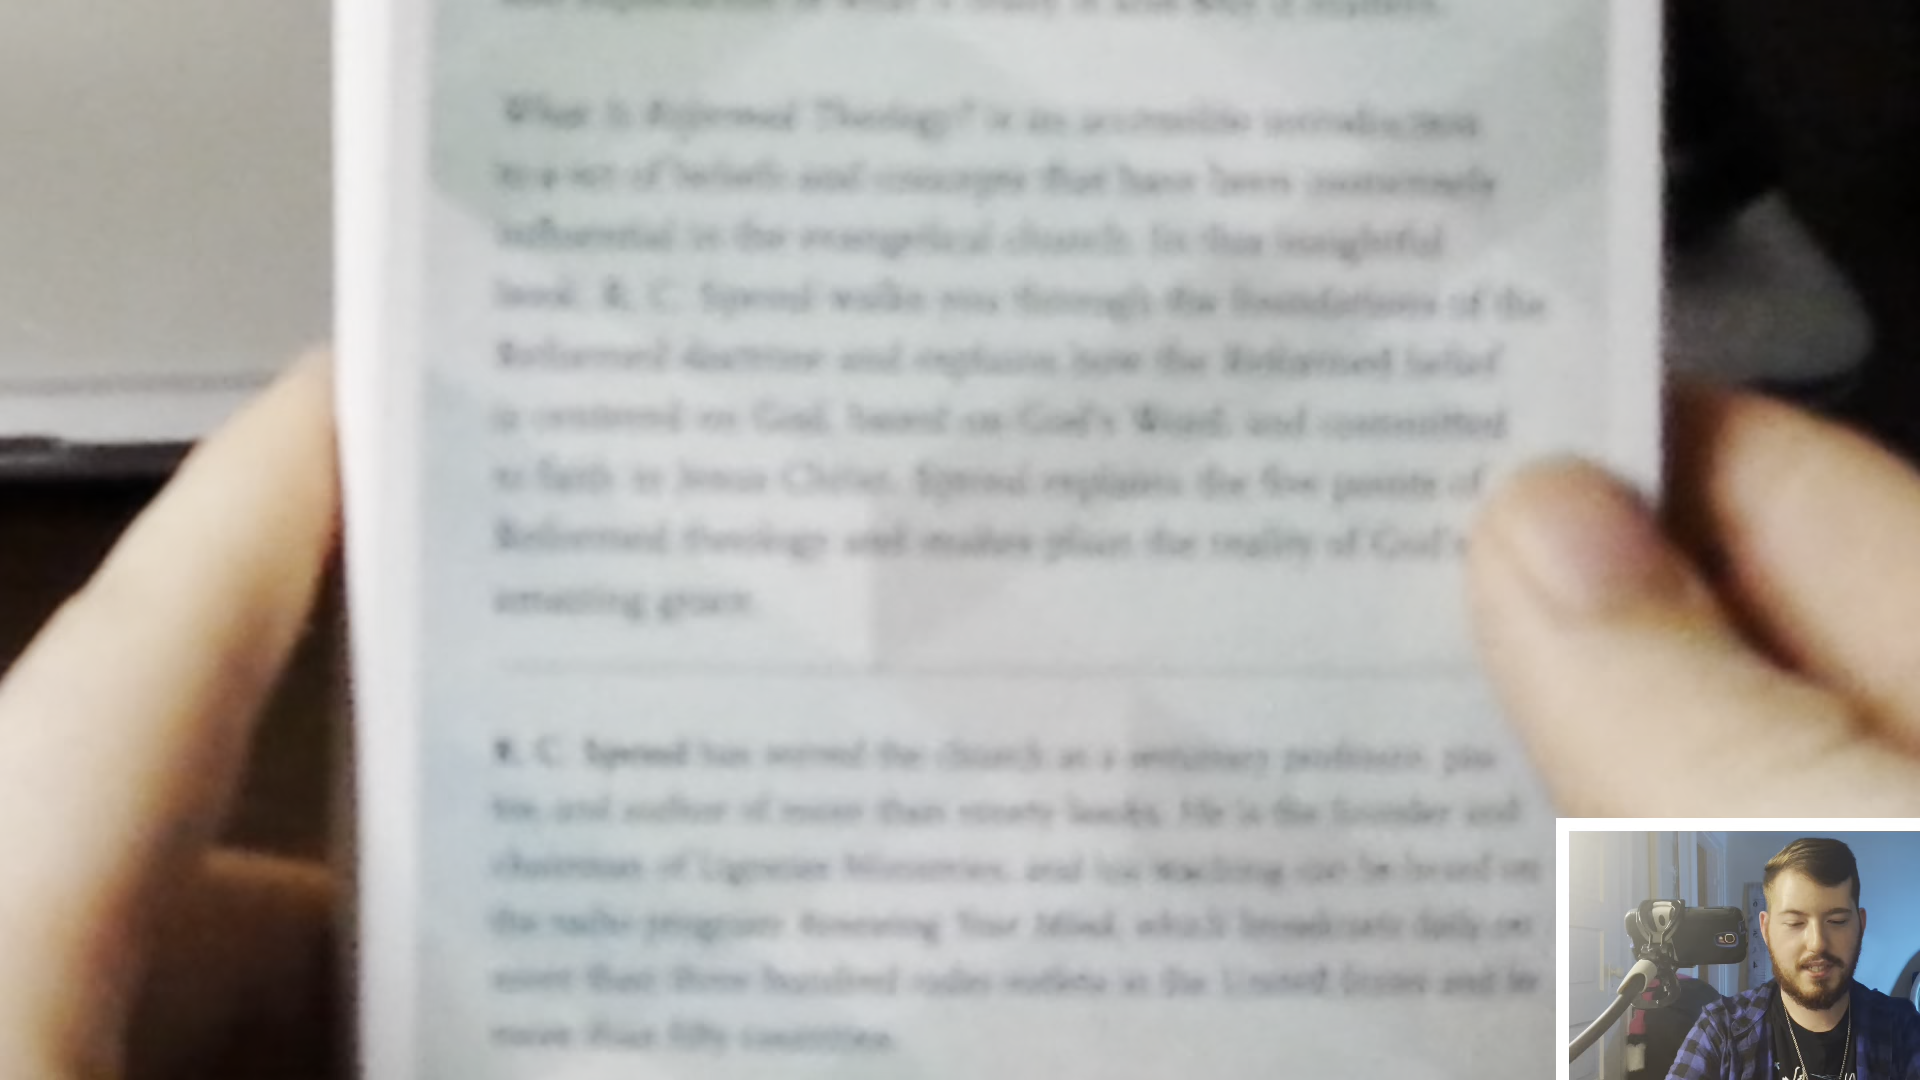 What Is Reformed Theology? is an accessible introduction
to a set of beliefs and concepts that have been immensely
influential in the evangelical church. In this insightful
book, R. C. Sproul walks you through the foundations of the
Reformed doctrine and explains how the Reformed belief
is centered on God, based on God's Word, and committed
to faith in Jesus Christ. Sproul explains the five points of
Reformed theology and makes plain the reality of God's
amazing grace.
R. C. Sproul has served the church as a seminary professor,
and author of more than ninety books. He is the founder and
chairman of Ligonier Ministries, and his teaching can be heard on
the radio program Renewing Your Mind, which broadcasts daily on
more than three hundred radio outlets in the United States and in
more than fifty countries.